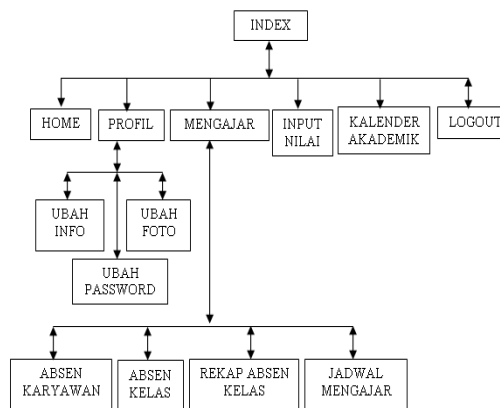 INDEX
HOME
PROFIL
MENGAJAR
INPUT
NILAI
KALENDER
AKADEMIK
LOGOUT
UBAH
INFO
UBAH
FOTO
UBAH
PASSWORD
ABSEN
KARYAWAN
ABSEN
KELAS
REKAP ABSEN
KELAS
JADWAL
MENGAJAR